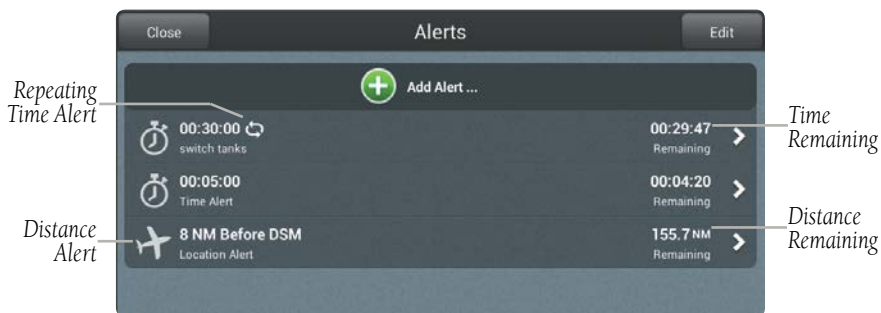 Close
Alerts
Edit
Add Alert ...
Repeating
Time Alert
00:30:00
switch tanks
00:29:47
Remaining
Time
Remaining
00:05:00
Time Alert
00:04:20
Remaining
Distance
Alert
8 NM Before DSM
Location Alert
155.7 NM
Remaining
Distance
Remaining